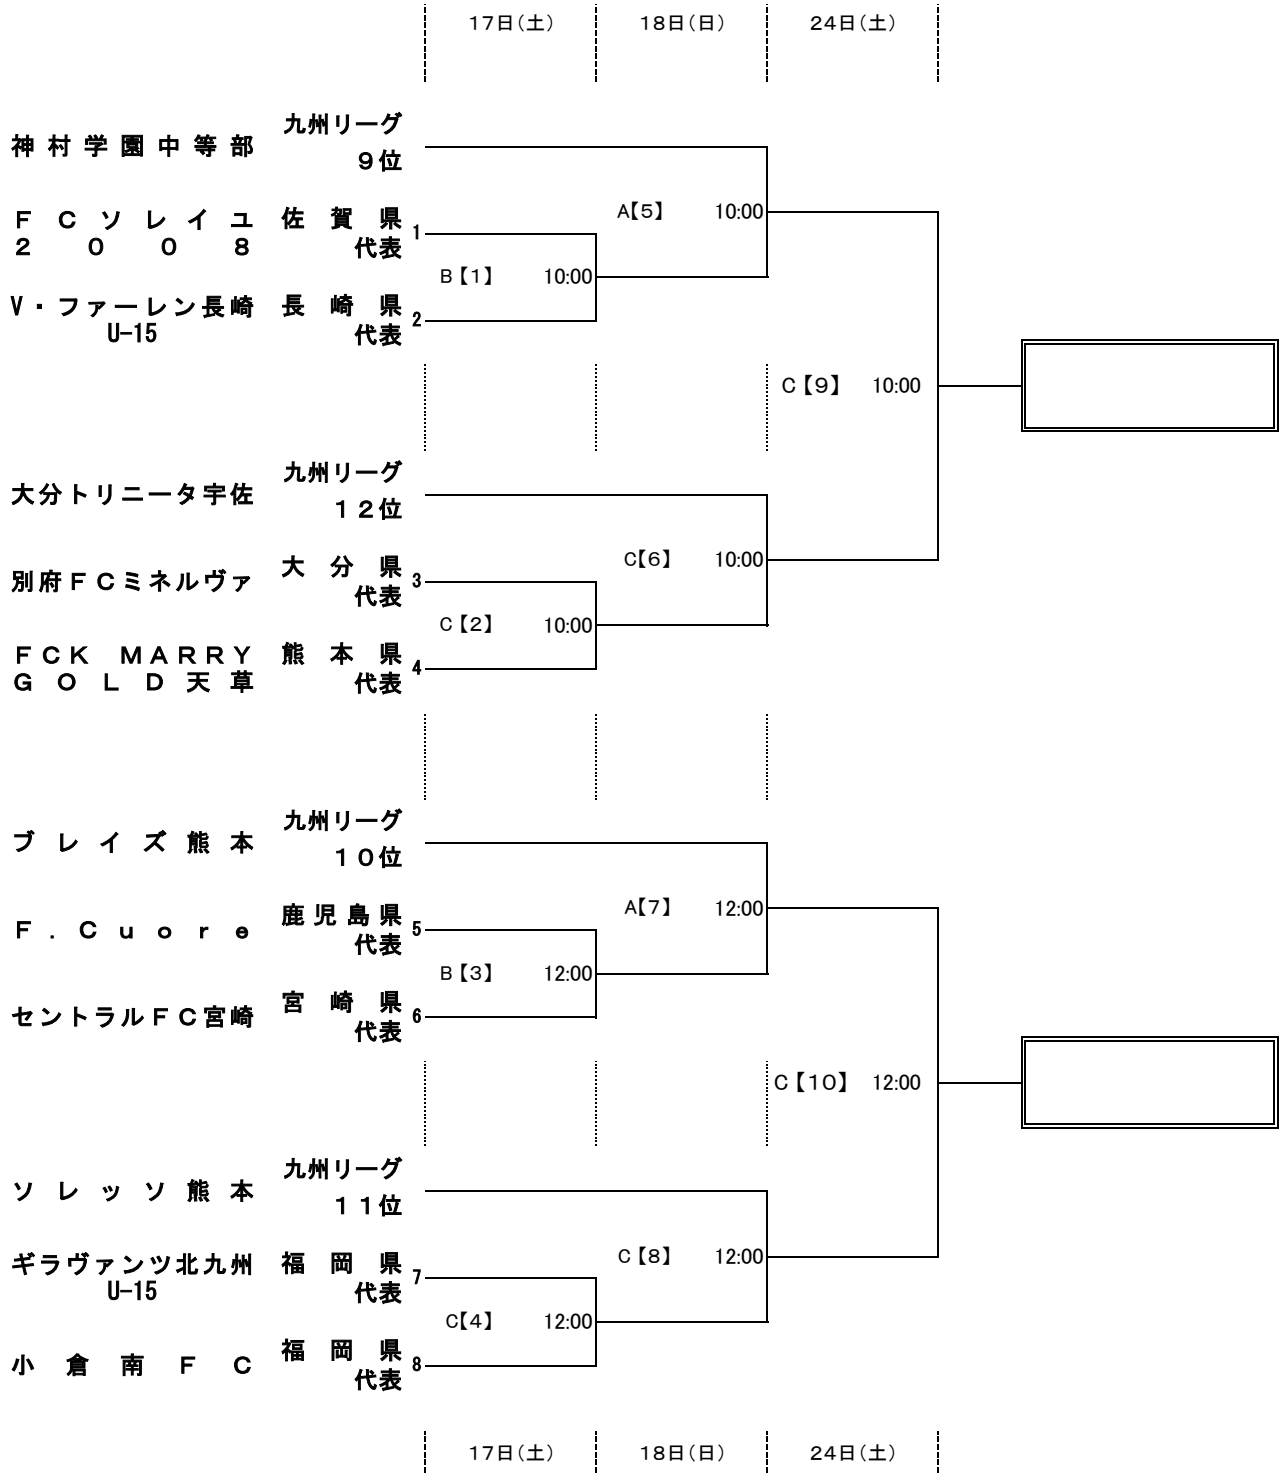 17日(土) 18日(日) 24日(土)
九州リーグ
神村学園中等部
9位
A【5】 10:00
FCソレイユ 佐賀県 1
2008 代表
B【1】 10:00
V・ファーレン長崎 長崎県 2
U-15 代表
C【9】 10:00
九州リーグ
大分トリニータ宇佐
12位
C【6】 10:00
別府FCミネルヴァ 大分県 3
代表
C【2】 10:00
FCK MARRY 熊本県 4
GOLD天草 代表
九州リーグ
ブレイズ熊本
10位
A【7】 12:00
F.Cuore 鹿児島県 5
代表
B【3】 12:00
セントラルFC宮崎 宮崎県 6
代表
C【10】 12:00
九州リーグ
ソレッソ熊本
11位
C【8】 12:00
ギラヴァンツ北九州 福岡県 7
U-15 代表
C【4】 12:00
小倉南FC 福岡県 8
代表
17日(土) 18日(日) 24日(土)